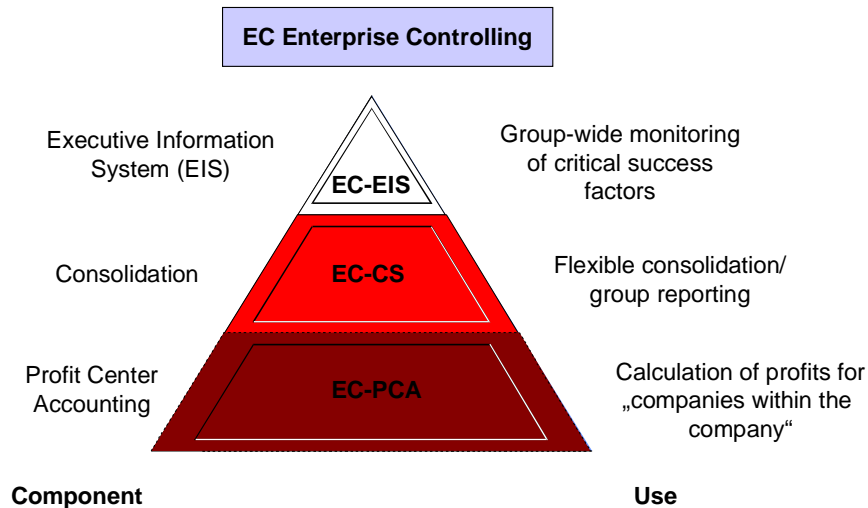 EC Enterprise Controlling
Executive Information
System (EIS)
EC-EIS
Group-wide monitoring
of critical success
factors
Consolidation
EC-CS
Flexible consolidation/
group reporting
Profit Center
Accounting
EC-PCA
Calculation of profits for
„companies within the
company“
Component
Use